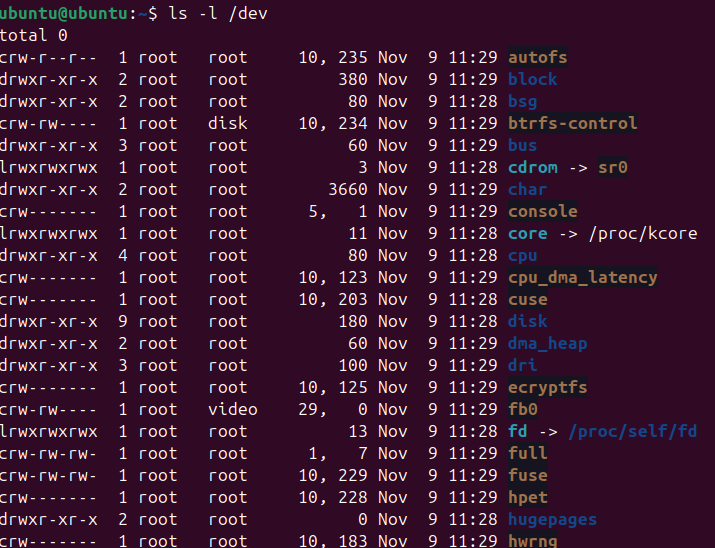 ubuntu@ubuntu:~$ ls -l /dev
total 0
crw-r--r--  1 root   root     10, 235 Nov  9 11:29 autofs
drwxr-xr-x  2 root   root         380 Nov  9 11:29 block
drwxr-xr-x  2 root   root          80 Nov  9 11:28 bsg
crw-rw----  1 root   disk     10, 234 Nov  9 11:29 btrfs-control
drwxr-xr-x  3 root   root          60 Nov  9 11:29 bus
lrwxrwxrwx  1 root   root           3 Nov  9 11:28 cdrom -> sr0
drwxr-xr-x  2 root   root        3660 Nov  9 11:29 char
crw-------  1 root   root      5,   1 Nov  9 11:29 console
lrwxrwxrwx  1 root   root          11 Nov  9 11:28 core -> /proc/kcore
drwxr-xr-x  4 root   root          80 Nov  9 11:28 cpu
crw-------  1 root   root     10, 123 Nov  9 11:29 cpu_dma_latency
crw-------  1 root   root     10, 203 Nov  9 11:28 cuse
drwxr-xr-x  9 root   root         180 Nov  9 11:28 disk
drwxr-xr-x  2 root   root          60 Nov  9 11:28 dma_heap
drwxr-xr-x  3 root   root         100 Nov  9 11:29 dri
crw-------  1 root   root     10, 125 Nov  9 11:29 ecryptfs
crw-rw----  1 root   video    29,   0 Nov  9 11:29 fb0
lrwxrwxrwx  1 root   root          13 Nov  9 11:28 fd -> /proc/self/fd
crw-rw-rw-  1 root   root      1,   7 Nov  9 11:29 full
crw-rw-rw-  1 root   root     10, 229 Nov  9 11:29 fuse
crw-------  1 root   root     10, 228 Nov  9 11:29 hpet
drwxr-xr-x  2 root   root           0 Nov  9 11:28 hugepages
crw-------  1 root   root     10, 183 Nov  9 11:29 hwrng